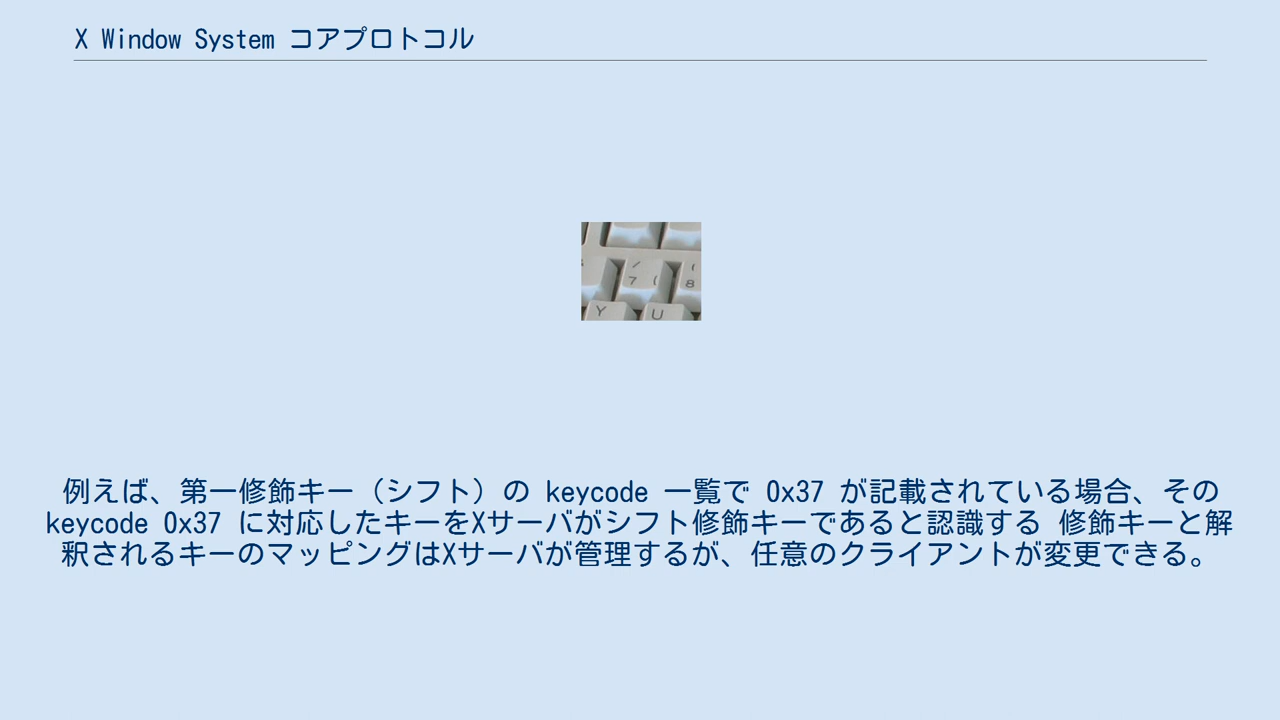 X Window System コアプロトコル
/
7 (
(
8
Y
U
例えば、第一修飾キー（シフト）の keycode 一覧で 0x37 が記載されている場合、その
keycode 0x37 に対応したキーをXサーバがシフト修飾キーであると認識する 修飾キーと解
釈されるキーのマッピングはXサーバが管理するが、任意のクライアントが変更できる。